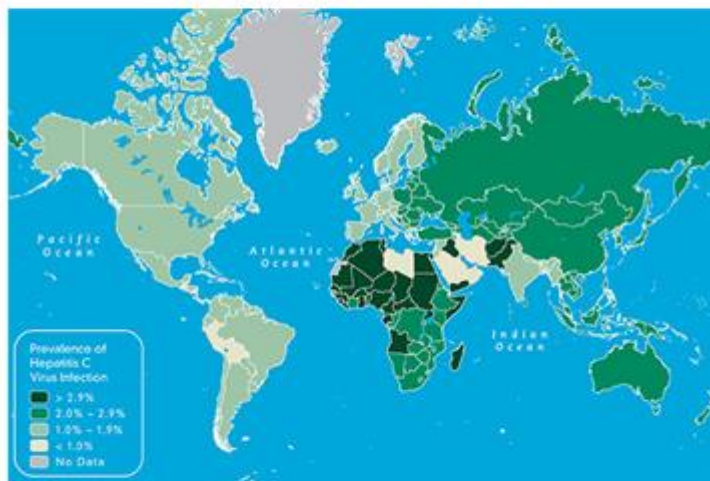 Pacific
Ocean
Atlantic
Ocean
Indian
Ocean
Prevalence of
Hepatitis C
Virus Infection
> 2.9%
2.0% – 2.9%
1.0% – 1.9%
< 1.0%
No Data